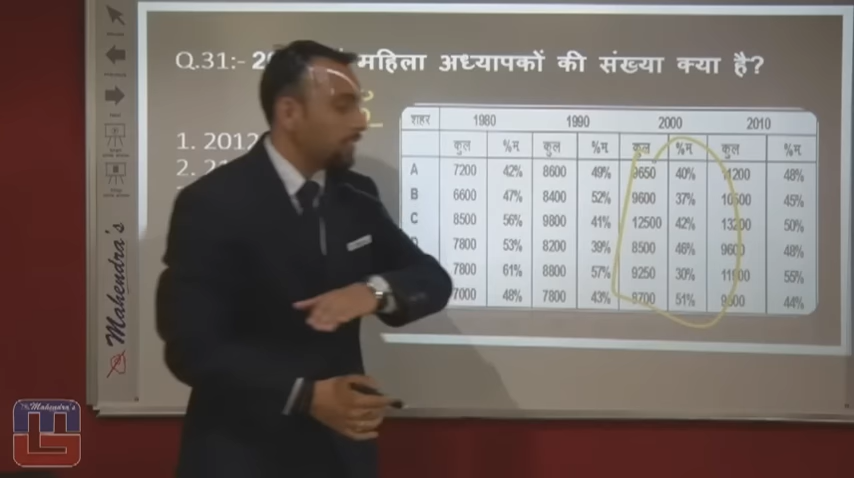 Q.31:- महिला अध्यापकों की संख्या क्या है?
1. 2012
2.
शहर 1980 1990 2000 2010
कुल %म कुल %म कुल %म कुल %म
A 7200 42% 8600 49% 9650 40% 11200 48%
B 6600 47% 8400 52% 9600 37% 10500 45%
C 8500 56% 9800 41% 12500 42% 13200 50%
7800 53% 8200 39% 8500 46% 9600 48%
7800 61% 8800 57% 9250 30% 55%
7000 48% 7800 43% 8700 51% 44%
Mahendra's
Mahendra's